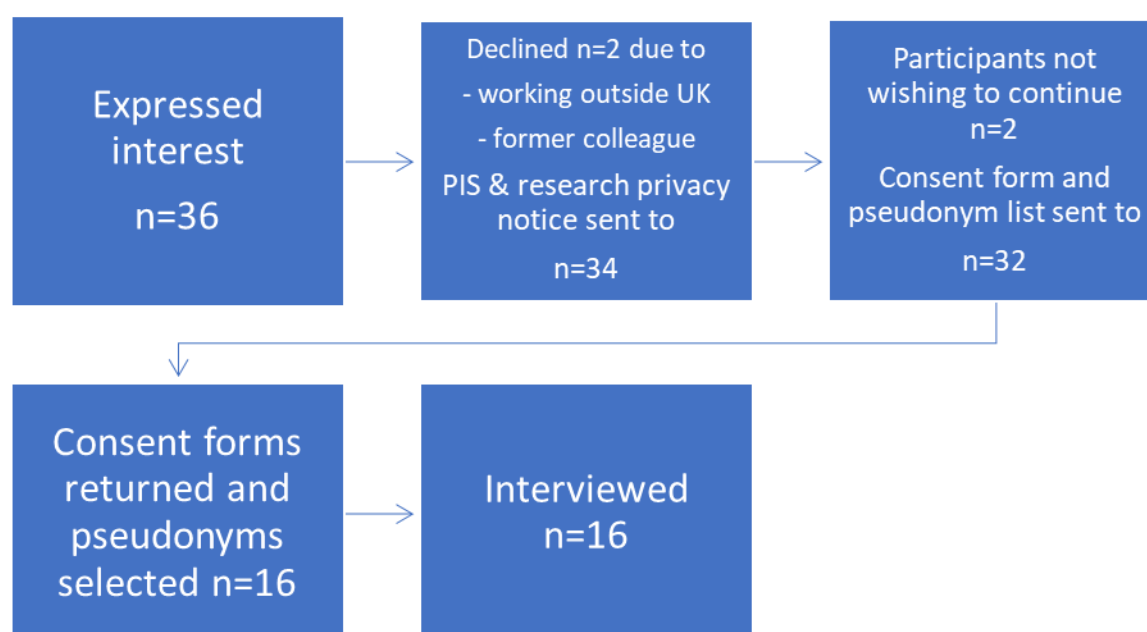 Expressed
interest
n=36
Declined n=2 due to
- working outside UK
- former colleague
PIS & research privacy
notice sent to
n=34
Participants not
wishing to continue
n=2
Consent form and
pseudonym list sent to
n=32
Consent forms
returned and
pseudonyms
selected n=16
Interviewed
n=16